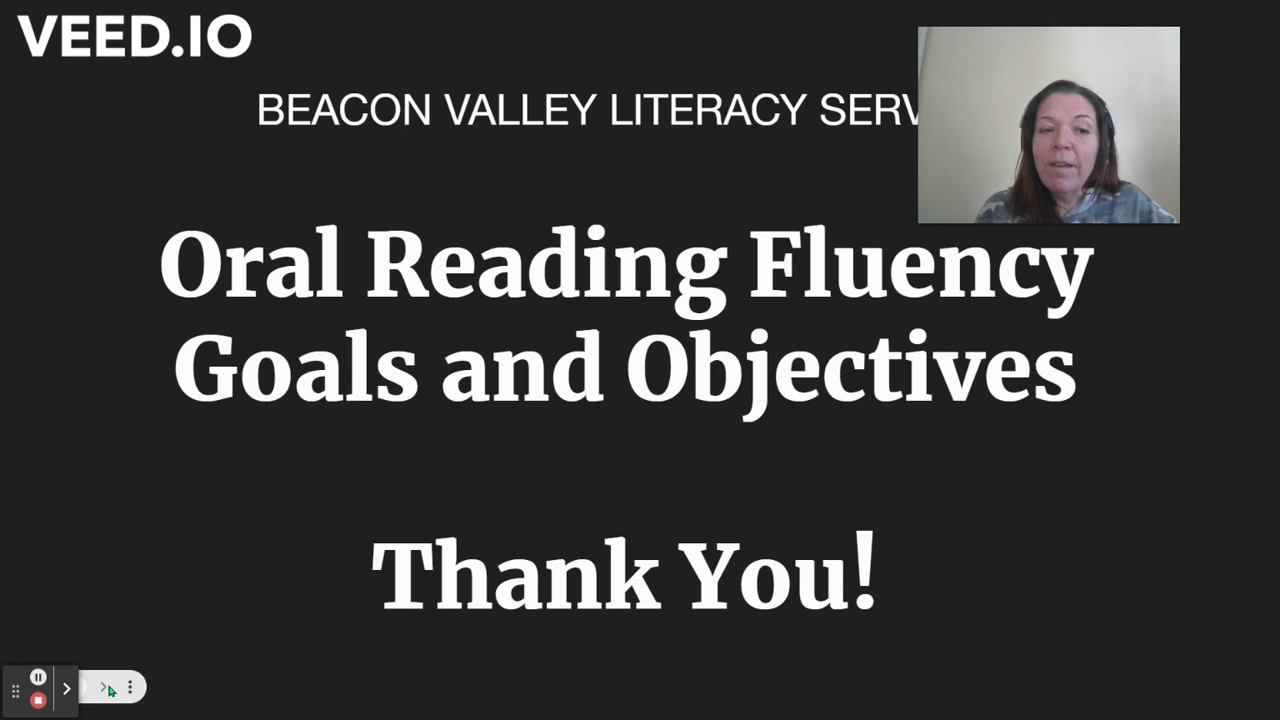 VEED.IO
BEACON VALLEY LITERACY SERV
Oral Reading Fluency
Goals and Objectives
Thank You!